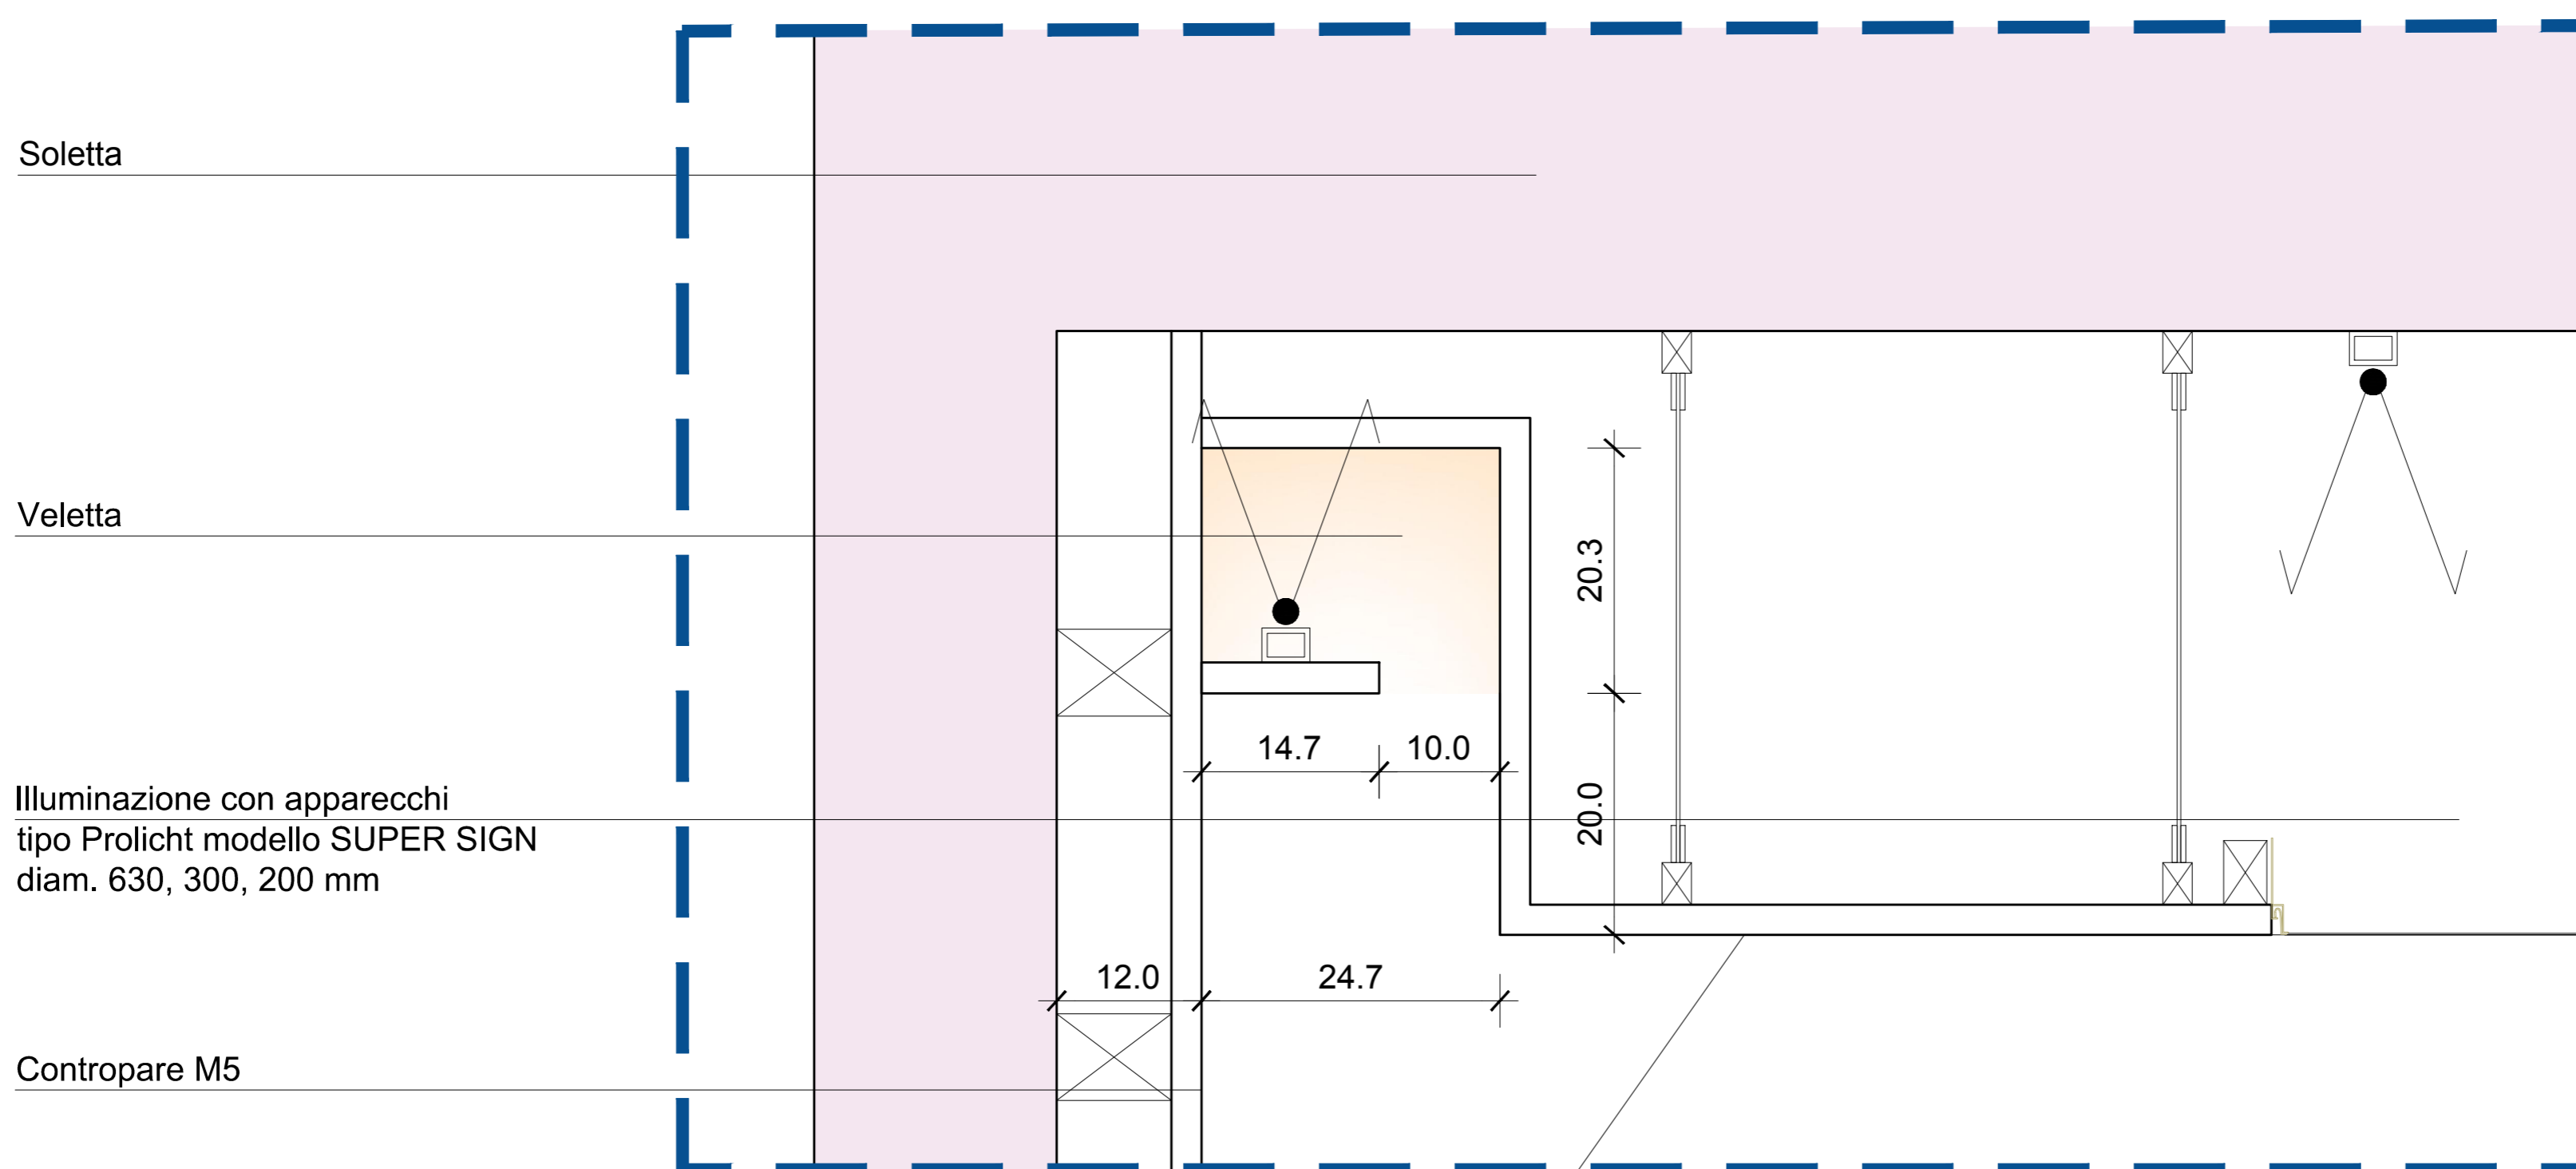 Soletta
Veletta
20.3
14.7
10.0
Illuminazione con apparecchi
tipo Prolicht modello SUPER SIGN
diam. 630, 300, 200 mm
20.0
12.0
24.7
Contropare M5